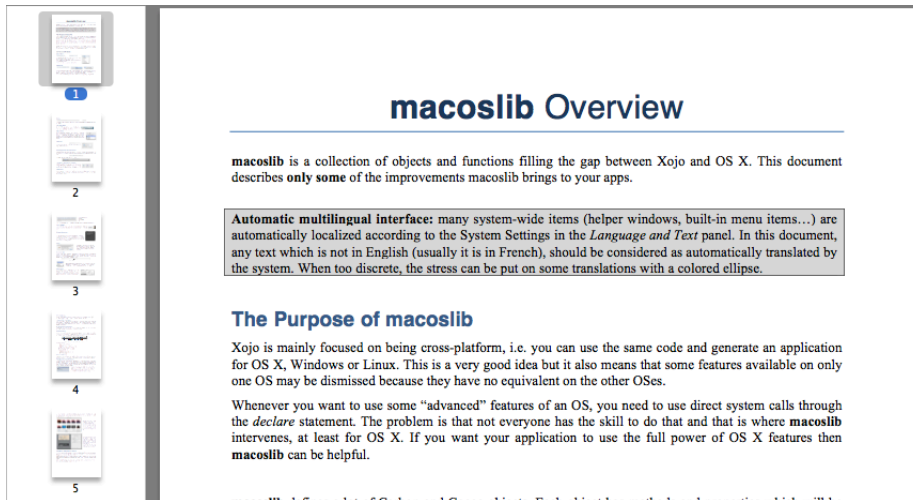 macoslib Overview
macoslib is a collection of objects and functions filling the gap between Xojo and OS X. This document
describes only some of the improvements macoslib brings to your apps.
Automatic multilingual interface: many system-wide items (helper windows, built-in menu items…) are
automatically localized according to the System Settings in the Language and Text panel. In this document,
any text which is not in English (usually it is in French), should be considered as automatically translated by
the system. When too discrete, the stress can be put on some translations with a colored ellipse.
The Purpose of macoslib
Xojo is mainly focused on being cross-platform, i.e. you can use the same code and generate an application
for OS X, Windows or Linux. This is a very good idea but it also means that some features available on only
one OS may be dismissed because they have no equivalent on the other OSes.
Whenever you want to use some “advanced” features of an OS, you need to use direct system calls through
the declare statement. The problem is that not everyone has the skill to do that and that is where macoslib
intervenes, at least for OS X. If you want your application to use the full power of OS X features then
macoslib can be helpful.
1
2
3
4
5